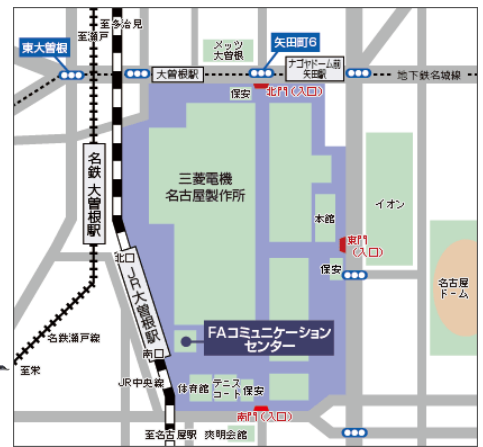 至多治見
至瀬戸
東大曽根
メッツ
大曽根
矢田町6
大曽根駅
ナゴヤドーム前
矢田駅
地下鉄名城線
保安
北門(入口)
三菱電機
名古屋製作所
名鉄 大曽根駅
本館
イオン
東門
(入口)
北口
JR大曽根駅
保安
名古屋
ドーム
FAコミュニケーション
センター
名鉄瀬戸線
南口
至栄
JR中央線
体育館
テニス
コート
保安
南門(入口)
至名古屋駅
爽明会館